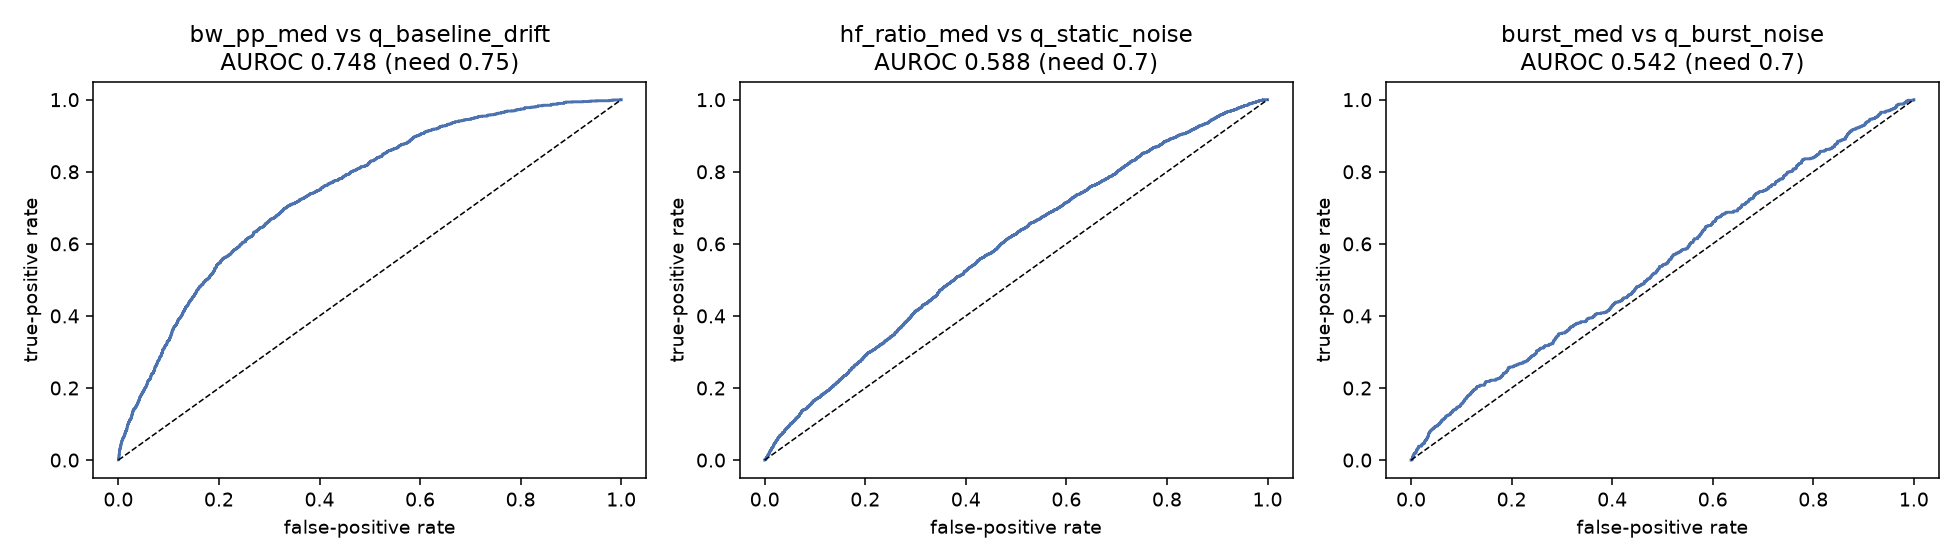 bw_pp_med vs q_baseline_drift
AUROC 0.748 (need 0.75)
true-positive rate
1.0
0.8
0.6
0.4
0.2
0.0
0.0 0.2 0.4 0.6 0.8 1.0
false-positive rate
hf_ratio_med vs q_static_noise
AUROC 0.588 (need 0.7)
true-positive rate
1.0
0.8
0.6
0.4
0.2
0.0
0.0 0.2 0.4 0.6 0.8 1.0
false-positive rate
burst_med vs q_burst_noise
AUROC 0.542 (need 0.7)
true-positive rate
1.0
0.8
0.6
0.4
0.2
0.0
0.0 0.2 0.4 0.6 0.8 1.0
false-positive rate